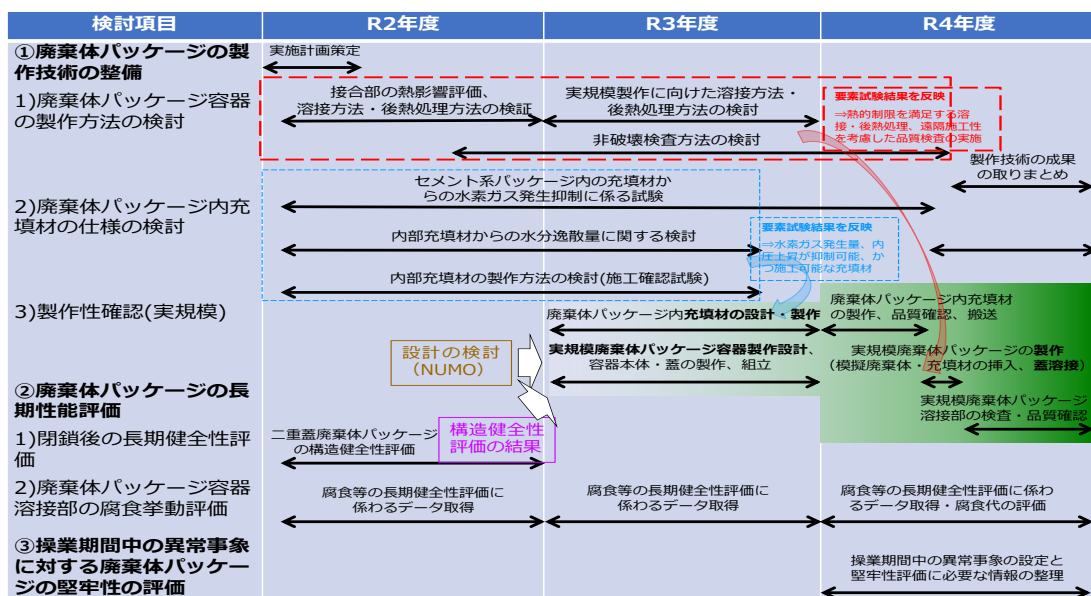 検討項目
R2年度
R3年度
R4年度
①廃棄体パッケージの製
作技術の整備
実施計画策定
1)廃棄体パッケージ容器
の製作方法の検討
接合部の熱影響評価、
溶接方法・後熱処理方法の検証
実規模製作に向けた溶接方法・
後熱処理方法の検討
要素試験結果を反映
⇒熱的制限を満足する溶
接・後熱処理、遠隔施工性
を考慮した品質検査の実施
非破壊検査方法の検討
製作技術の成果
の取りまとめ
2)廃棄体パッケージ内充
填材の仕様の検討
セメント系パッケージ内の充填材か
らの水素ガス発生抑制に係る試験
内部充填材からの水分逸散量に関する検討
要素試験結果を反映
⇒水素ガス発生量、内
圧上昇が抑制可能、か
つ施工可能な充填材
内部充填材の製作方法の検討(施工確認試験)
3)製作性確認(実規模)
廃棄体パッケージ内充填材の設計・製作
廃棄体パッケージ内充填材
の製作、品質確認、搬送
設計の検討
(NUMO)
実規模廃棄体パッケージ容器製作設計、
容器本体・蓋の製作、組立
実規模廃棄体パッケージの製作
(模擬廃棄体・充填材の挿入、蓋溶接)
②廃棄体パッケージの長
期性能評価
実規模廃棄体パッケージ
溶接部の検査・品質確認
1)閉鎖後の長期健全性評
価
二重蓋廃棄体パッケージ
の構造健全性評価
構造健全性
評価の結果
2)廃棄体パッケージ容器
溶接部の腐食挙動評価
腐食等の長期健全性評価に
係わるデータ取得
腐食等の長期健全性評価に
係わるデータ取得
腐食等の長期健全性評価に係わ
るデータ取得・腐食代の評価
③操業期間中の異常事象
に対する廃棄体パッケー
ジの堅牢性の評価
操業期間中の異常事象の設定と
堅牢性評価に必要な情報の整理